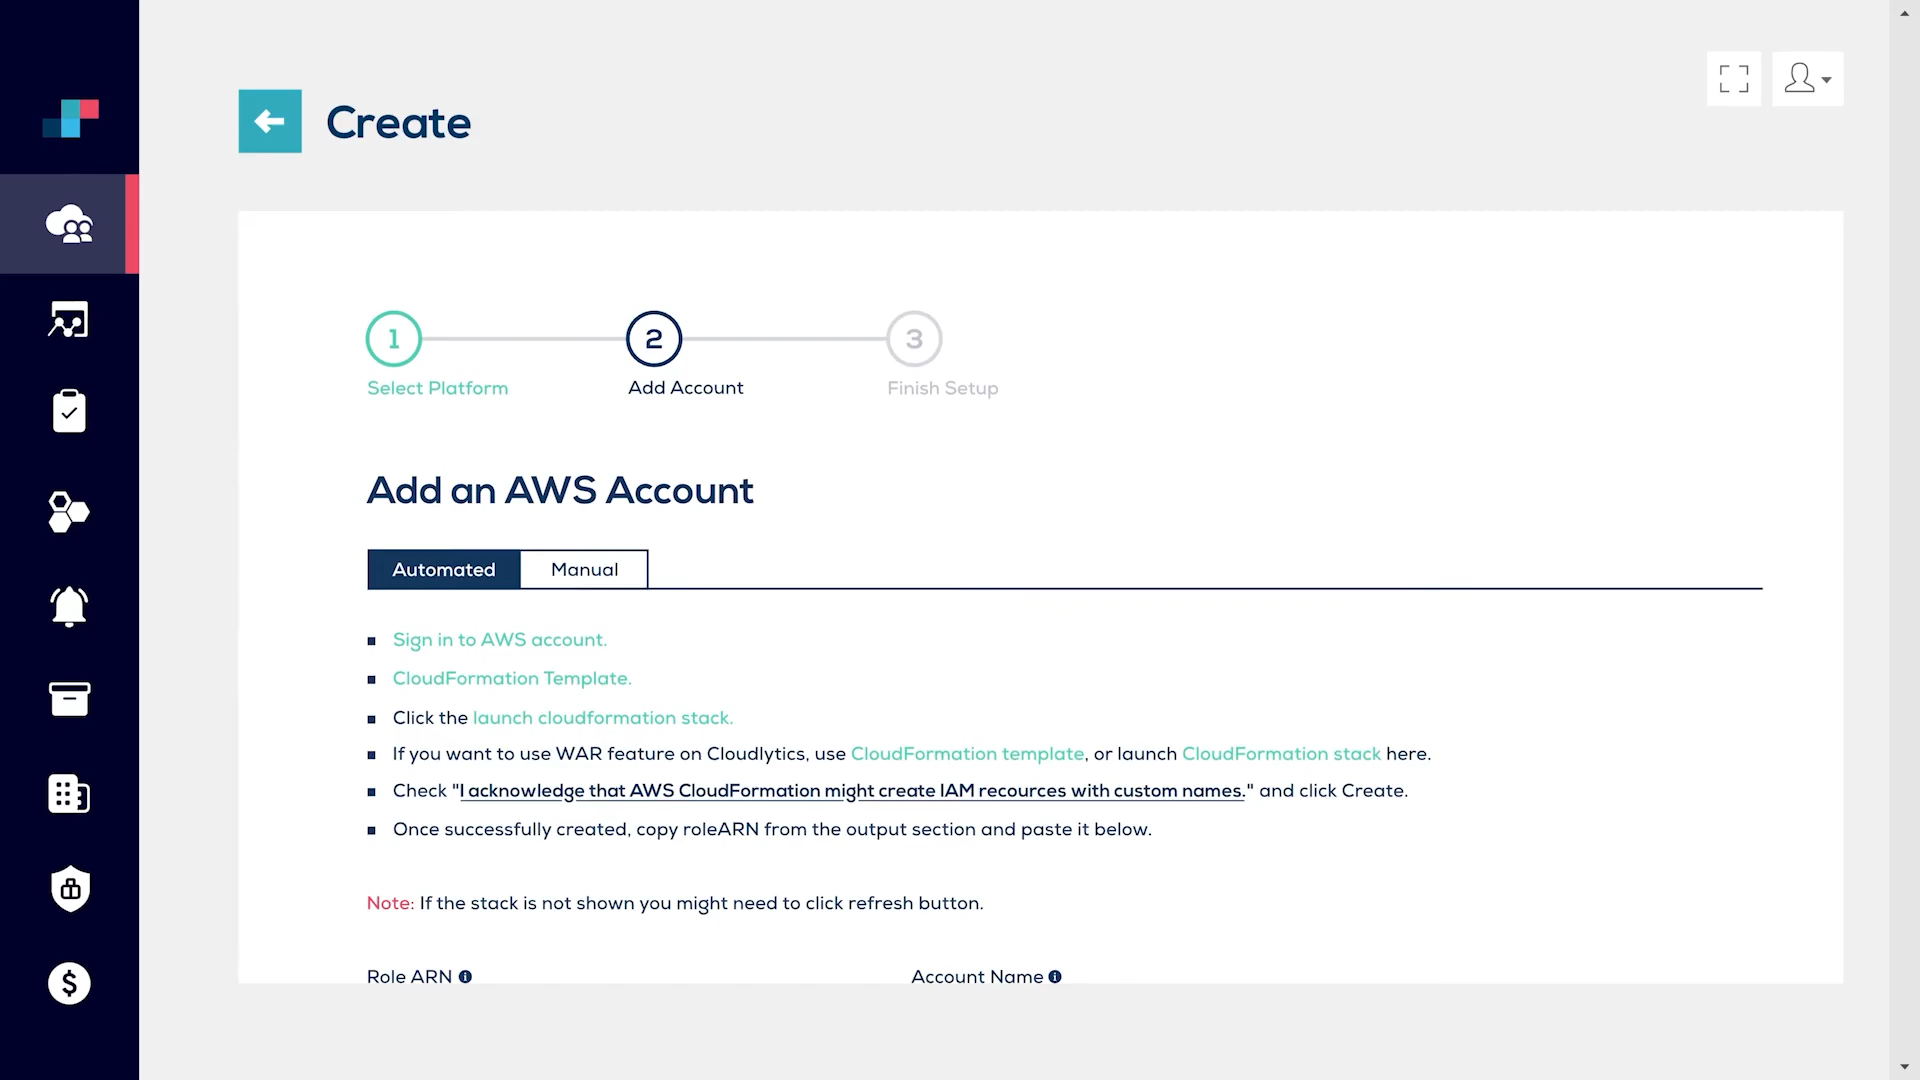 Create
1
2
3
Select Platform
Add Account
Finish Setup
Add an AWS Account
Automated
Manual
Sign in to AWS account.
CloudFormation Template.
Click the launch cloudformation stack.
If you want to use WAR feature on Cloudlytics, use CloudFormation template, or launch CloudFormation stack here.
Check "I acknowledge that AWS CloudFormation might create IAM recources with custom names." and click Create.
Once successfully created, copy roleARN from the output section and paste it below.
Note: If the stack is not shown you might need to click refresh button.
Role ARN
Account Name